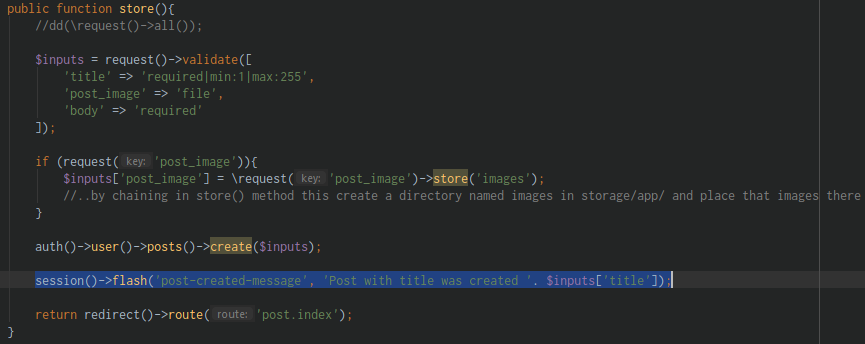 public function store(){
//dd(\request()->all());
$inputs = request()->validate([
'title' => 'required|min:1|max:255',
'post_image' => 'file',
'body' => 'required'
]);
if (request( key: 'post_image')){
$inputs['post_image'] = \request( key: 'post_image')->store('images');
//..by chaining in store() method this create a directory named images in storage/app/ and place that images there
}
auth()->user()->posts()->create($inputs);
session()->flash('post-created-message', 'Post with title was created '. $inputs['title']);
return redirect()->route( route: 'post.index');
}